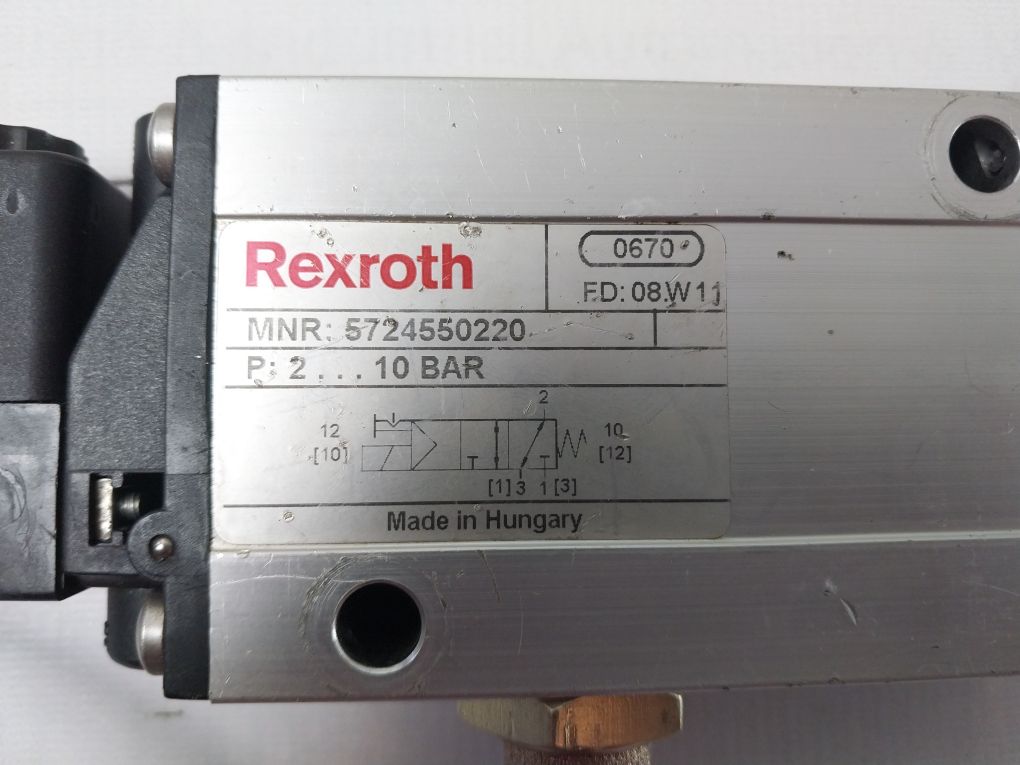 Rexroth
0670
FD: 08W11
MNR: 5724550220
P: 2 . . . 10 BAR
2
12
10
[10]
[12]
[1] 3 1 [3]
Made in Hungary